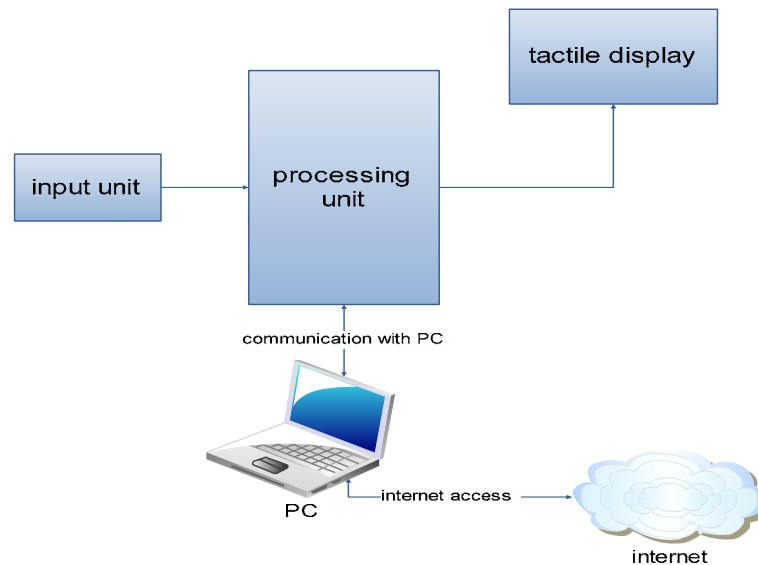 tactile display
input unit
processing
unit
communication with PC
PC
internet access
internet